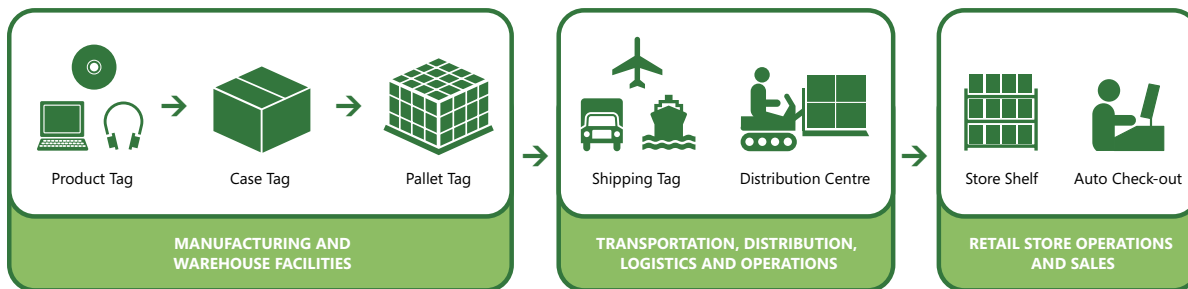 Product Tag
Case Tag
Pallet Tag
Shipping Tag
Distribution Centre
Store Shelf
Auto Check-out
MANUFACTURING AND
WAREHOUSE FACILITIES
TRANSPORTATION, DISTRIBUTION,
LOGISTICS AND OPERATIONS
RETAIL STORE OPERATIONS
AND SALES